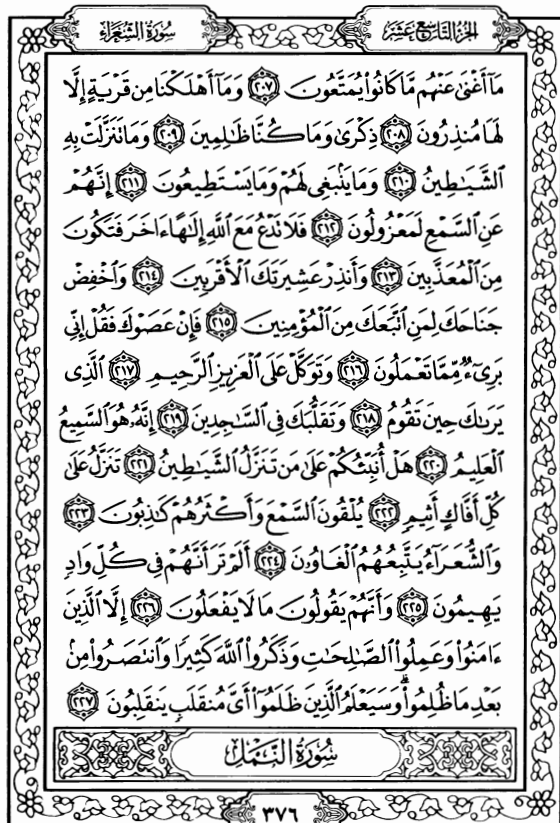 الجزء التاسع عشر
سورة الشعراء
مَآ أَغْنَىٰ عَنْهُم مَّا كَانُوا۟ يُمَتَّعُونَ ۝٢٠٧ وَمَآ أَهْلَكْنَا مِن قَرْيَةٍ إِلَّا
لَهَا مُنذِرُونَ ۝٢٠٨ ذِكْرَىٰ وَمَا كُنَّا ظَٰلِمِينَ ۝٢٠٩ وَمَا تَنَزَّلَتْ بِهِ
ٱلشَّيَٰطِينُ ۝٢١٠ وَمَا يَنۢبَغِى لَهُمْ وَمَا يَسْتَطِيعُونَ ۝٢١١ إِنَّهُمْ
عَنِ ٱلسَّمْعِ لَمَعْزُولُونَ ۝٢١٢ فَلَا تَدْعُ مَعَ ٱللَّهِ إِلَٰهًا ءَاخَرَ فَتَكُونَ
مِنَ ٱلْمُعَذَّبِينَ ۝٢١٣ وَأَنذِرْ عَشِيرَتَكَ ٱلْأَقْرَبِينَ ۝٢١٤ وَٱخْفِضْ
جَنَاحَكَ لِمَنِ ٱتَّبَعَكَ مِنَ ٱلْمُؤْمِنِينَ ۝٢١٥ فَإِنْ عَصَوْكَ فَقُلْ إِنِّى
بَرِىٓءٌ مِّمَّا تَعْمَلُونَ ۝٢١٦ وَتَوَكَّلْ عَلَى ٱلْعَزِيزِ ٱلرَّحِيمِ ۝٢١٧ ٱلَّذِى
يَرَىٰكَ حِينَ تَقُومُ ۝٢١٨ وَتَقَلُّبَكَ فِى ٱلسَّٰجِدِينَ ۝٢١٩ إِنَّهُۥ هُوَ ٱلسَّمِيعُ
ٱلْعَلِيمُ ۝٢٢٠ هَلْ أُنَبِّئُكُمْ عَلَىٰ مَن تَنَزَّلُ ٱلشَّيَٰطِينُ ۝٢٢١ تَنَزَّلُ عَلَىٰ
كُلِّ أَفَّاكٍ أَثِيمٍ ۝٢٢٢ يُلْقُونَ ٱلسَّمْعَ وَأَكْثَرُهُمْ كَٰذِبُونَ ۝٢٢٣
وَٱلشُّعَرَآءُ يَتَّبِعُهُمُ ٱلْغَاوُۥنَ ۝٢٢٤ أَلَمْ تَرَ أَنَّهُمْ فِى كُلِّ وَادٍ
يَهِيمُونَ ۝٢٢٥ وَأَنَّهُمْ يَقُولُونَ مَا لَا يَفْعَلُونَ ۝٢٢٦ إِلَّا ٱلَّذِينَ
ءَامَنُوا۟ وَعَمِلُوا۟ ٱلصَّٰلِحَٰتِ وَذَكَرُوا۟ ٱللَّهَ كَثِيرًا وَٱنتَصَرُوا۟ مِنۢ
بَعْدِ مَا ظُلِمُوا۟ ۗ وَسَيَعْلَمُ ٱلَّذِينَ ظَلَمُوٓا۟ أَىَّ مُنقَلَبٍ يَنقَلِبُونَ ۝٢٢٧
سُورَةُ النَّمْلِ
٣٧٦